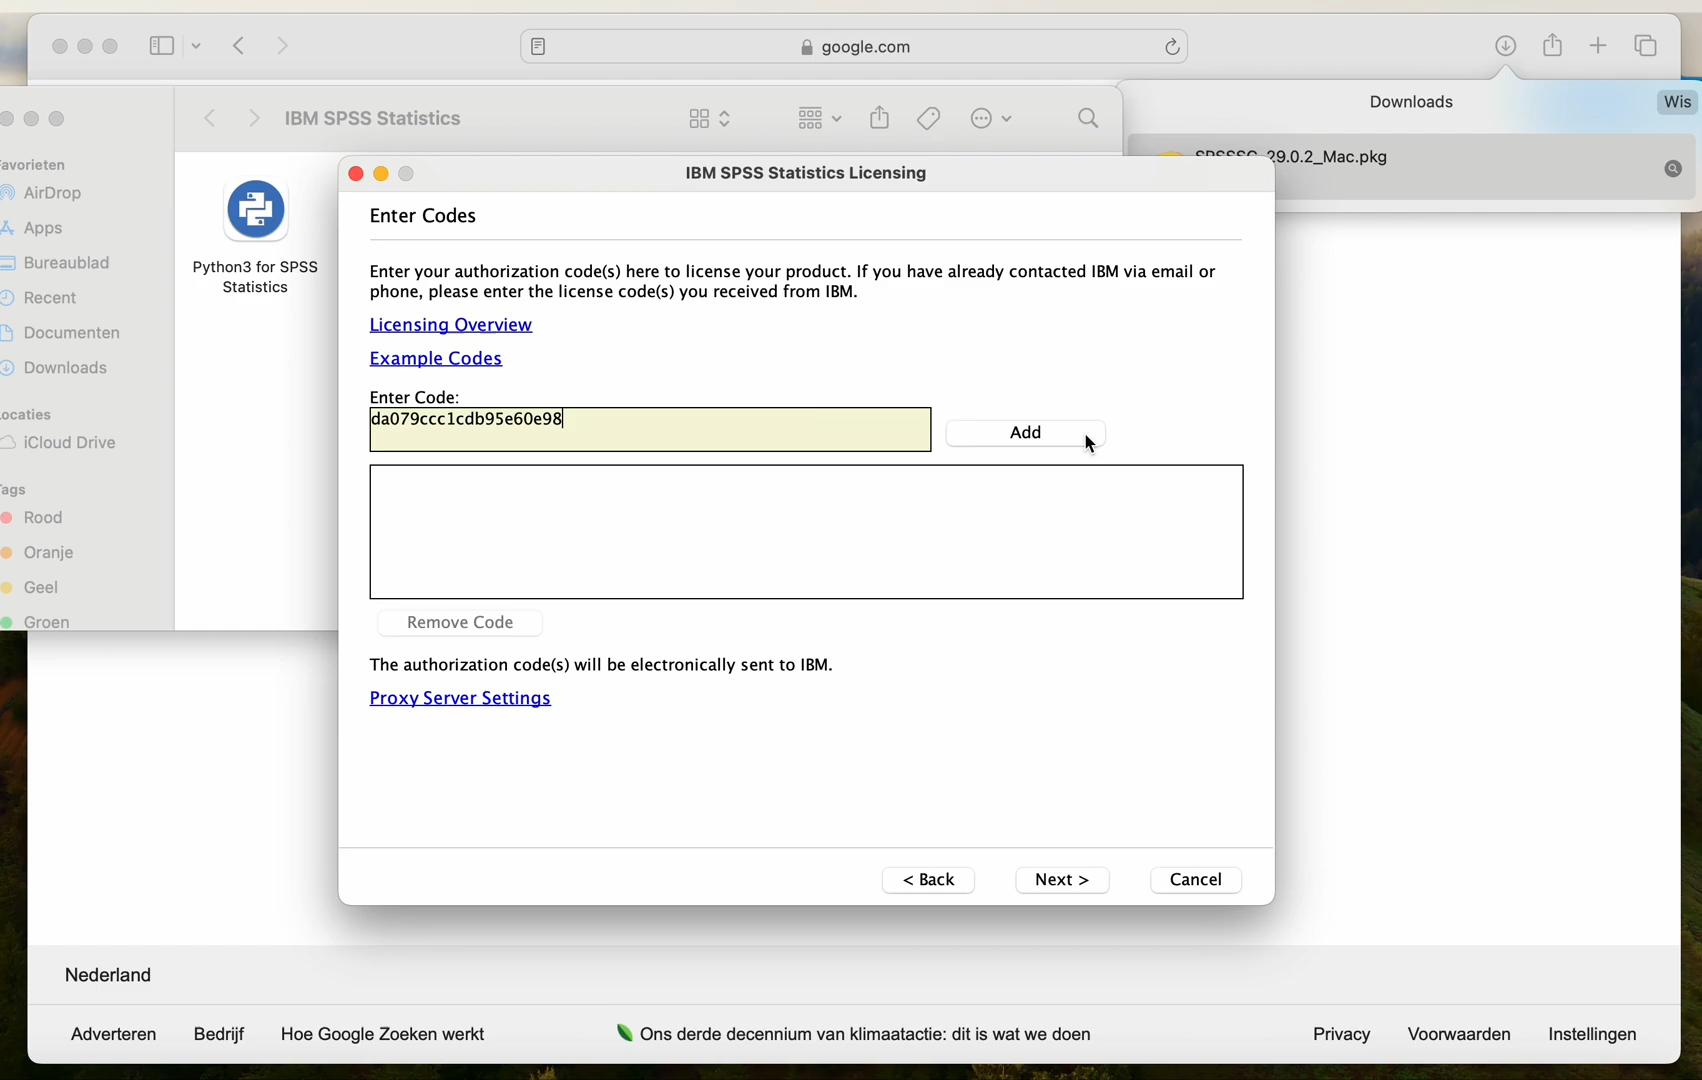 google.com
Downloads
Wis
29.0.2_Mac.pkg
IBM SPSS Statistics
avorieten
AirDrop
Apps
Bureaublad
Recent
Documenten
Downloads
ocaties
iCloud Drive
ags
Rood
Oranje
Geel
Groen
Python3 for SPSS
Statistics
IBM SPSS Statistics Licensing
Enter Codes
Enter your authorization code(s) here to license your product. If you have already contacted IBM via email or
phone, please enter the license code(s) you received from IBM.
Licensing Overview
Example Codes
Enter Code:
da079ccc1cdb95e60e98
Add
Remove Code
The authorization code(s) will be electronically sent to IBM.
Proxy Server Settings
< Back
Next >
Cancel
Nederland
Adverteren
Bedrijf
Hoe Google Zoeken werkt
Ons derde decennium van klimaatactie: dit is wat we doen
Privacy
Voorwaarden
Instellingen